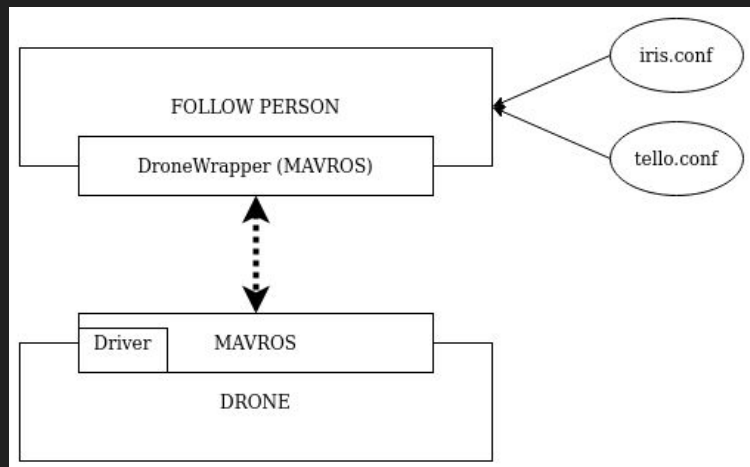 iris.conf
FOLLOW PERSON
tello.conf
DroneWrapper (MAVROS)
Driver
MAVROS
DRONE